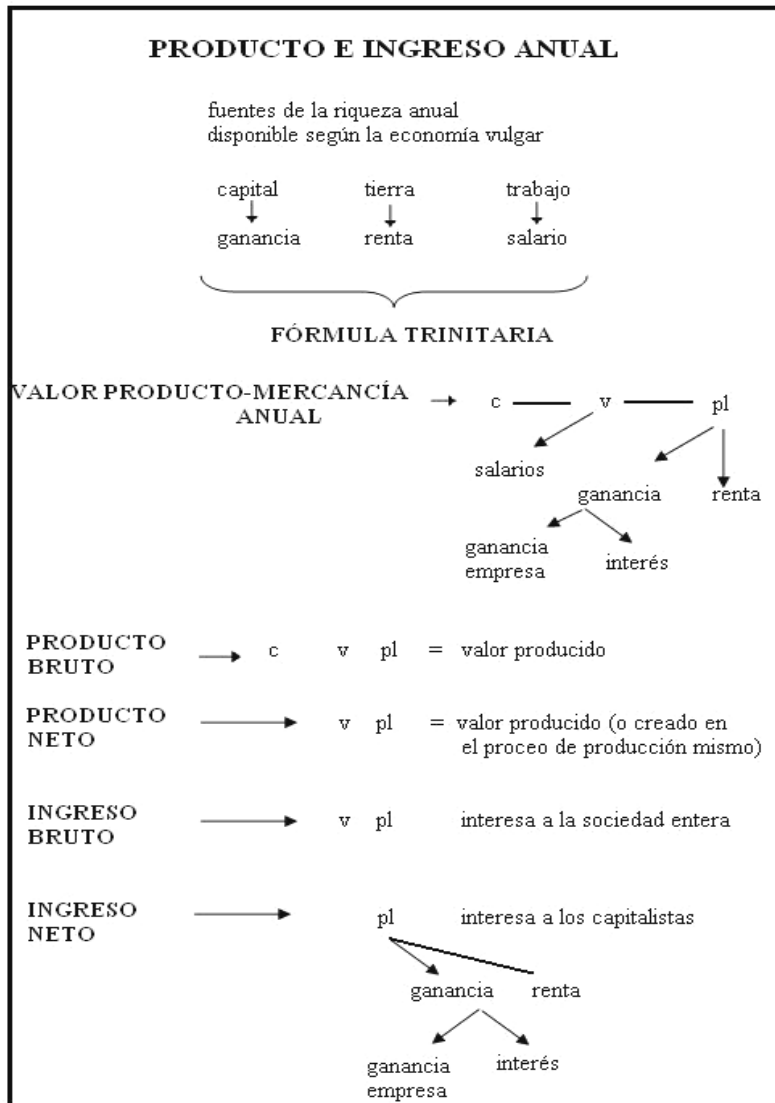 PRODUCTO E INGRESO ANUAL
fuentes de la riqueza anual
disponible según la economía vulgar
capital tierra trabajo
ganancia renta salario
FÓRMULA TRINITARIA
VALOR PRODUCTO-MERCANCÍA
ANUAL
c v pl
salarios
ganancia renta
ganancia
empresa
interés
PRODUCTO
BRUTO
c v pl = valor producido
PRODUCTO
NETO
v pl = valor producido (o creado en
el proceo de producción mismo)
INGRESO
BRUTO
v pl interesa a la sociedad entera
INGRESO
NETO
pl interesa a los capitalistas
ganancia renta
ganancia
empresa
interés